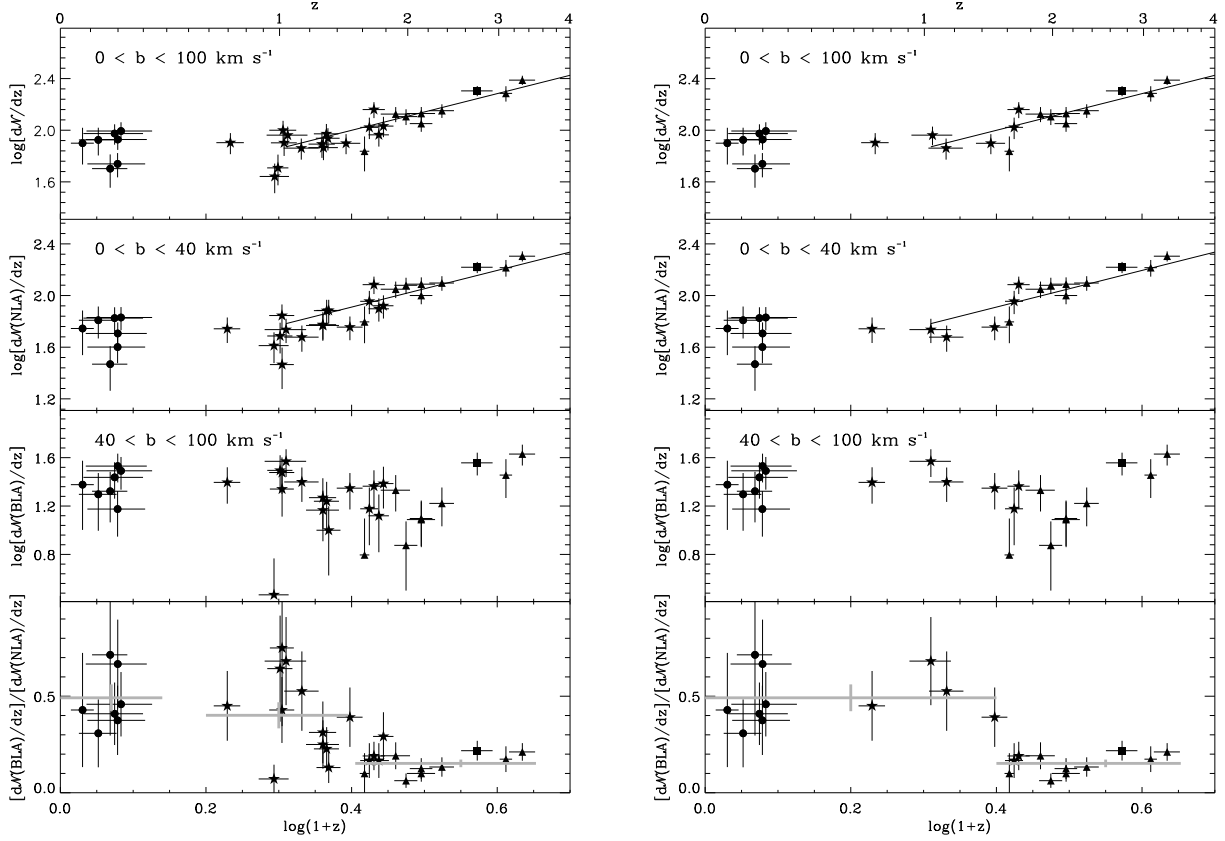 z
0 1 2 3 4
0 < b < 100 km s⁻¹
log[d𝒩/dz]
2.4
2.0
1.6
0 < b < 40 km s⁻¹
log[d𝒩(NLA)/dz]
2.4
2.0
1.6
1.2
40 < b < 100 km s⁻¹
log[d𝒩(BLA)/dz]
1.6
1.2
0.8
[d𝒩(BLA)/dz]/[d𝒩(NLA)/dz]
0.5
0.0
0.0 0.2 0.4 0.6
log(1+z)
z
0 1 2 3 4
0 < b < 100 km s⁻¹
log[d𝒩/dz]
2.4
2.0
1.6
0 < b < 40 km s⁻¹
log[d𝒩(NLA)/dz]
2.4
2.0
1.6
1.2
40 < b < 100 km s⁻¹
log[d𝒩(BLA)/dz]
1.6
1.2
0.8
[d𝒩(BLA)/dz]/[d𝒩(NLA)/dz]
0.5
0.0
0.0 0.2 0.4 0.6
log(1+z)